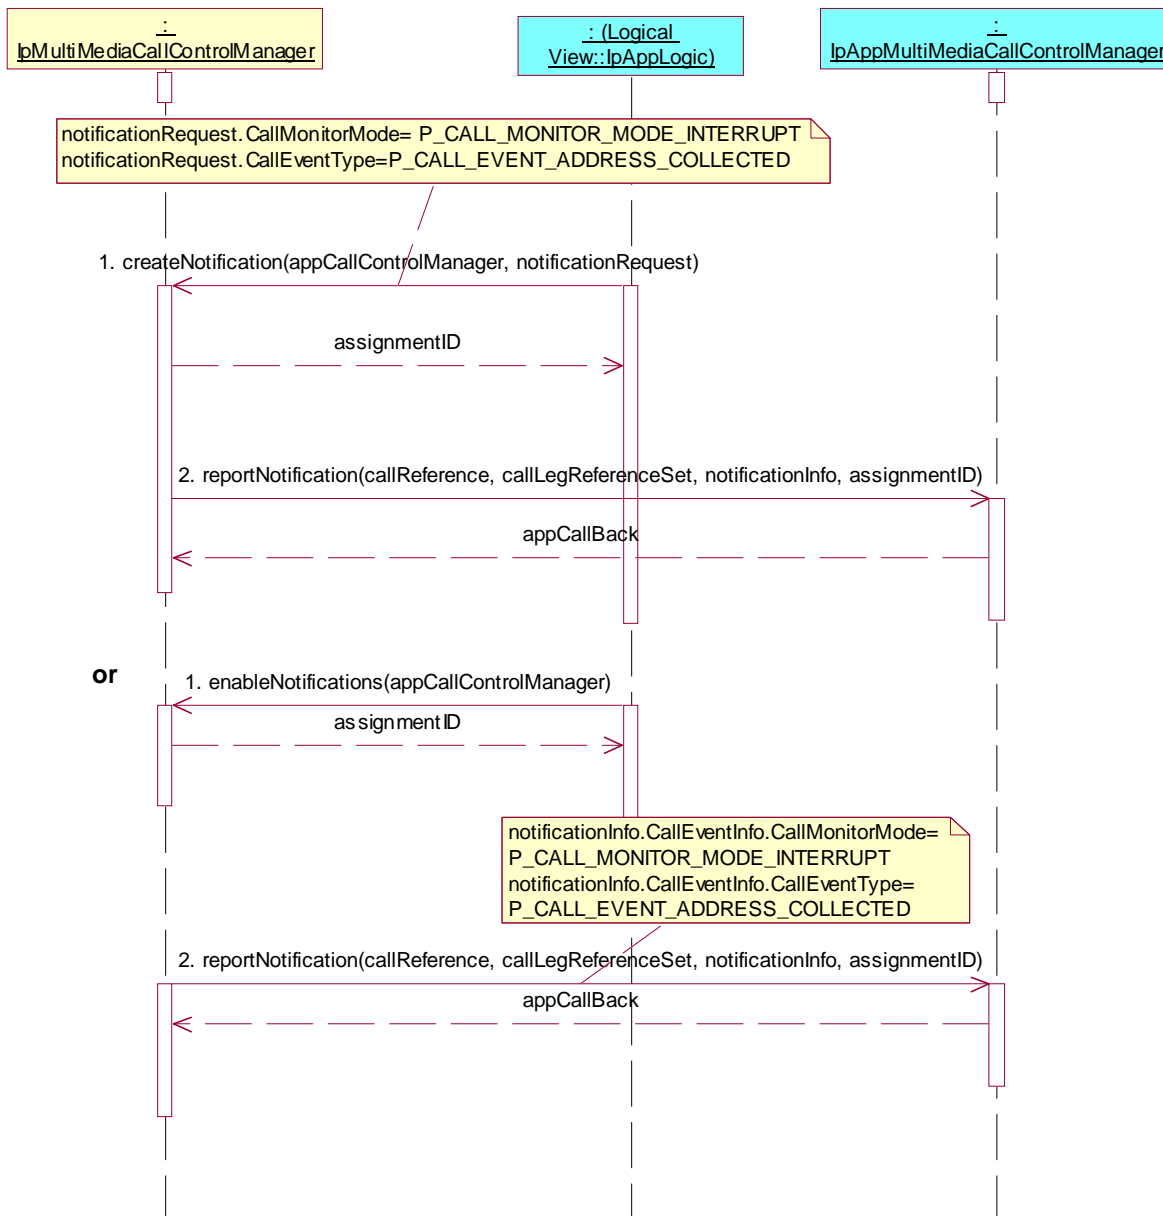 :
IpMultiMediaCallControlManager
: (Logical
View::IpAppLogic)
:
IpAppMultiMediaCallControlManager
notificationRequest.CallMonitorMode= P_CALL_MONITOR_MODE_INTERRUPT
notificationRequest.CallEventType=P_CALL_EVENT_ADDRESS_COLLECTED
1. createNotification(appCallControlManager, notificationRequest)
assignmentID
2. reportNotification(callReference, callLegReferenceSet, notificationInfo, assignmentID)
appCallBack
or
1. enableNotifications(appCallControlManager)
assignmentID
notificationInfo.CallEventInfo.CallMonitorMode=
P_CALL_MONITOR_MODE_INTERRUPT
notificationInfo.CallEventInfo.CallEventType=
P_CALL_EVENT_ADDRESS_COLLECTED
2. reportNotification(callReference, callLegReferenceSet, notificationInfo, assignmentID)
appCallBack